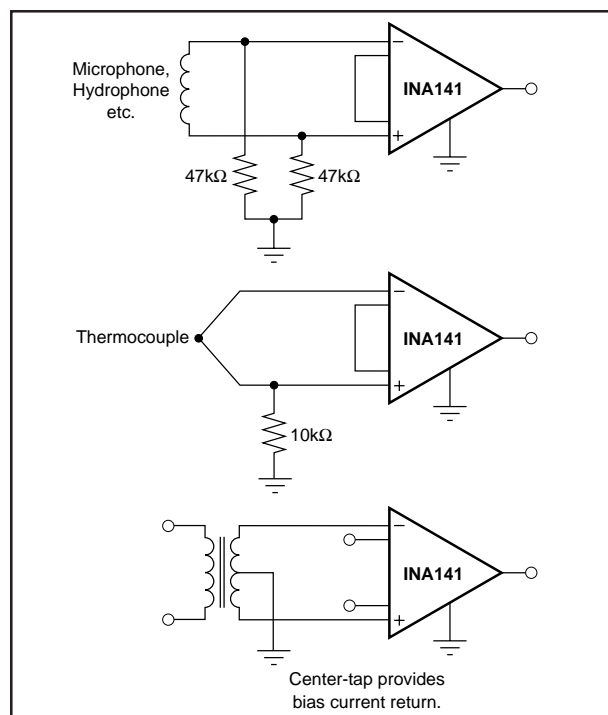 Microphone,
Hydrophone
etc.
−
INA141
+
47kΩ
47kΩ
−
Thermocouple
INA141
+
10kΩ
−
INA141
+
Center-tap provides
bias current return.